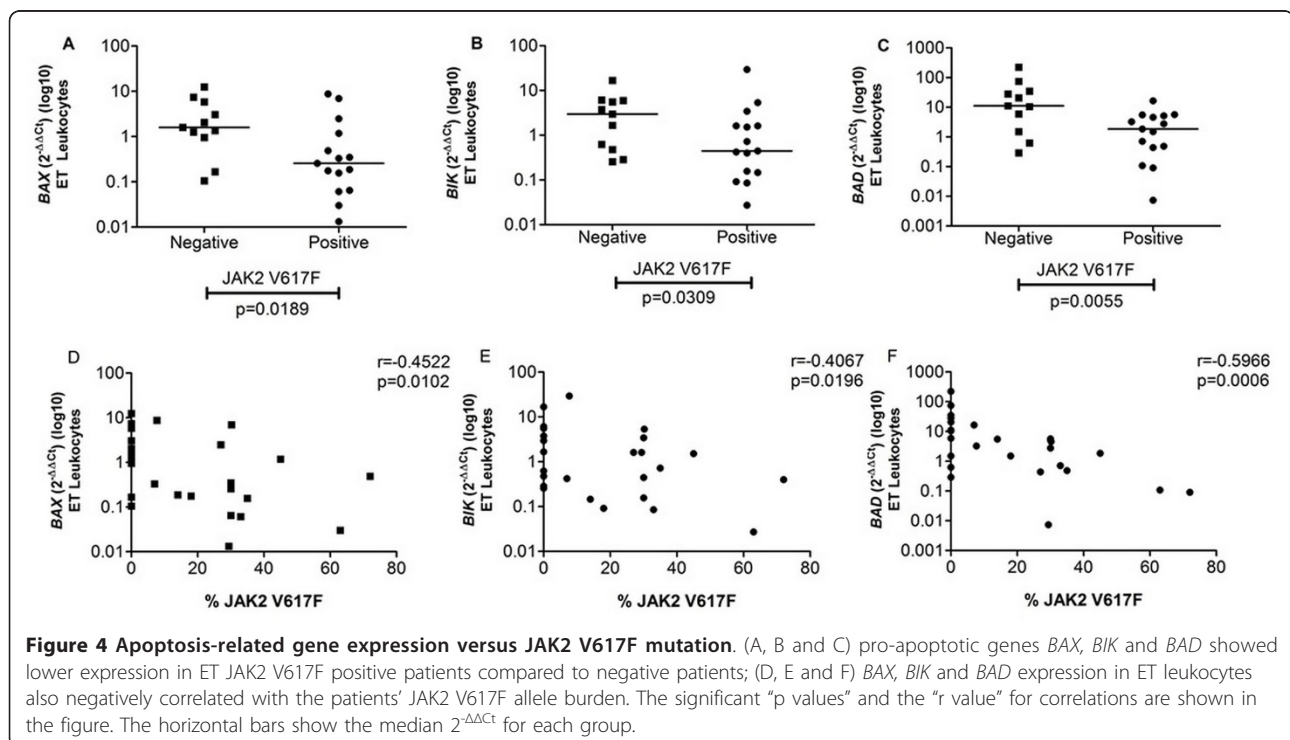 A
BAX (2-ΔΔCt) (log10)
ET Leukocytes
100
10
1
0.1
0.01
Negative Positive
JAK2 V617F
p=0.0189
B
BIK (2-ΔΔCt) (log10)
ET Leukocytes
100
10
1
0.1
0.01
Negative Positive
JAK2 V617F
p=0.0309
C
BAD (2-ΔΔCt) (log10)
ET Leukocytes
1000
100
10
1
0.1
0.01
0.001
Negative Positive
JAK2 V617F
p=0.0055
D
r=-0.4522
p=0.0102
BAX (2-ΔΔCt) (log10)
ET Leukocytes
100
10
1
0.1
0.01
0 20 40 60 80
% JAK2 V617F
E
r=-0.4067
p=0.0196
BIK (2-ΔΔCt) (log10)
ET Leukocytes
100
10
1
0.1
0.01
0 20 40 60 80
% JAK2 V617F
F
r=-0.5966
p=0.0006
BAD (2-ΔΔCt) (log10)
ET Leukocytes
1000
100
10
1
0.1
0.01
0.001
0 20 40 60 80
% JAK2 V617F
Figure 4 Apoptosis-related gene expression versus JAK2 V617F mutation. (A, B and C) pro-apoptotic genes BAX, BIK and BAD showed
lower expression in ET JAK2 V617F positive patients compared to negative patients; (D, E and F) BAX, BIK and BAD expression in ET leukocytes
also negatively correlated with the patients' JAK2 V617F allele burden. The significant "p values" and the "r value" for correlations are shown in
the figure. The horizontal bars show the median 2-ΔΔCt for each group.